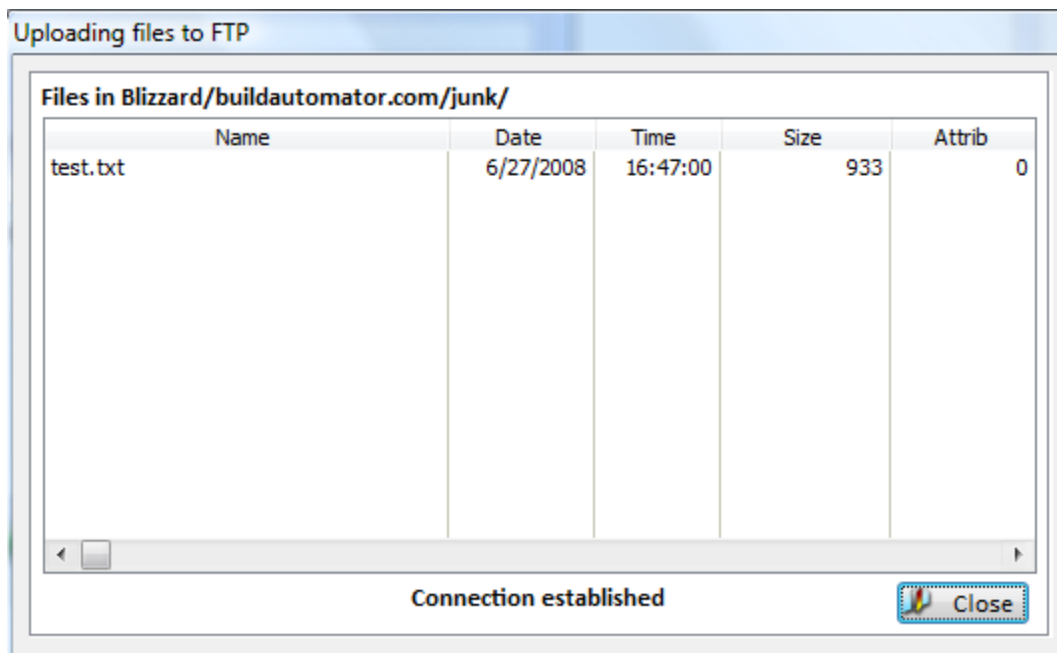 Uploading files to FTP
Files in Blizzard/buildautomator.com/junk/
Name Date Time Size Attrib
test.txt 6/27/2008 16:47:00 933 0
Connection established
Close